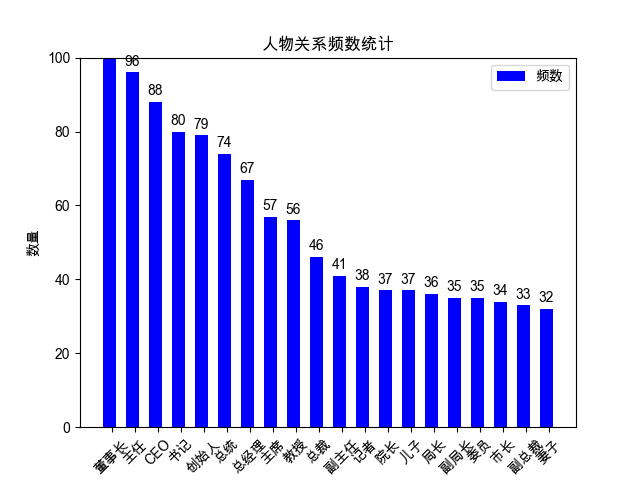 人物关系频数统计
频数
数量
100
80
60
40
20
0
96
88
80
79
74
67
57
56
46
41
38
37
37
36
35
35
34
33
32
董事长
主任
CEO
书记
创始人
总统
总经理
主席
教授
总裁
副主任
记者
院长
儿子
局长
副局长
委员
市长
副总裁
妻子